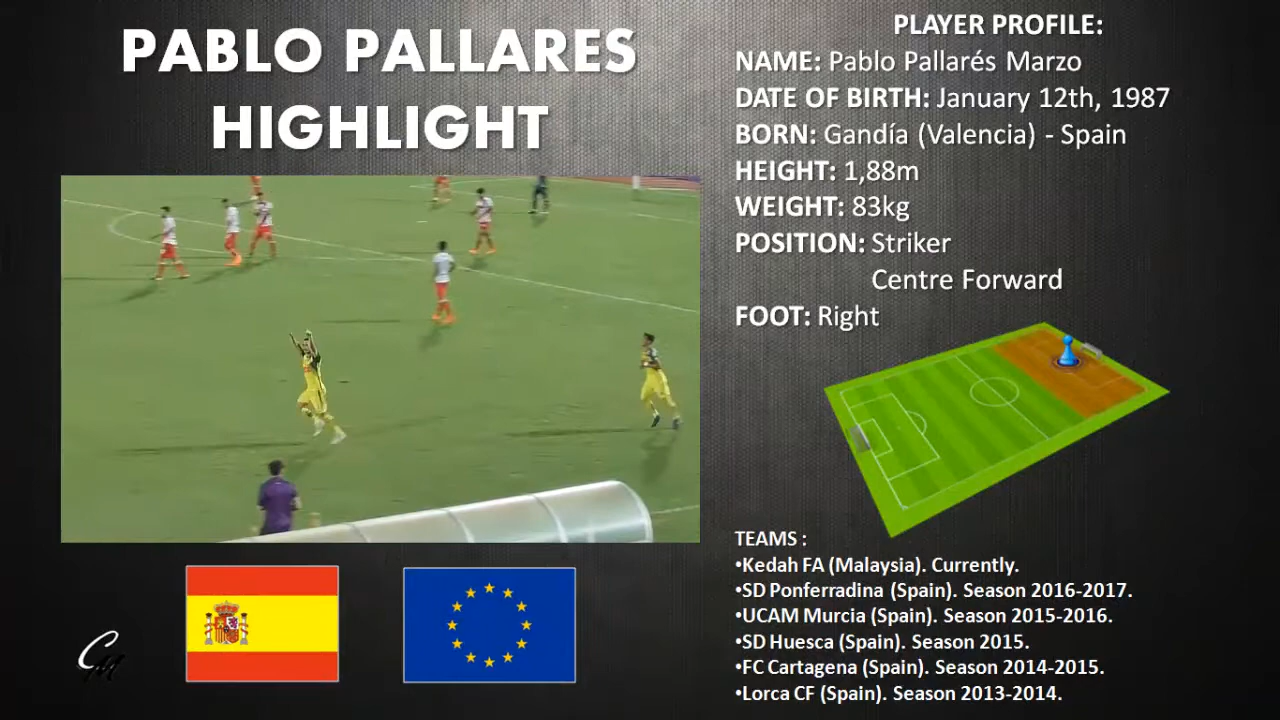 PABLO PALLARES
HIGHLIGHT
PLAYER PROFILE:
NAME: Pablo Pallarés Marzo
DATE OF BIRTH: January 12th, 1987
BORN: Gandía (Valencia) - Spain
HEIGHT: 1,88m
WEIGHT: 83kg
POSITION: Striker
Centre Forward
FOOT: Right
TEAMS :
•Kedah FA (Malaysia). Currently.
•SD Ponferradina (Spain). Season 2016-2017.
•UCAM Murcia (Spain). Season 2015-2016.
•SD Huesca (Spain). Season 2015.
•FC Cartagena (Spain). Season 2014-2015.
•Lorca CF (Spain). Season 2013-2014.
CM